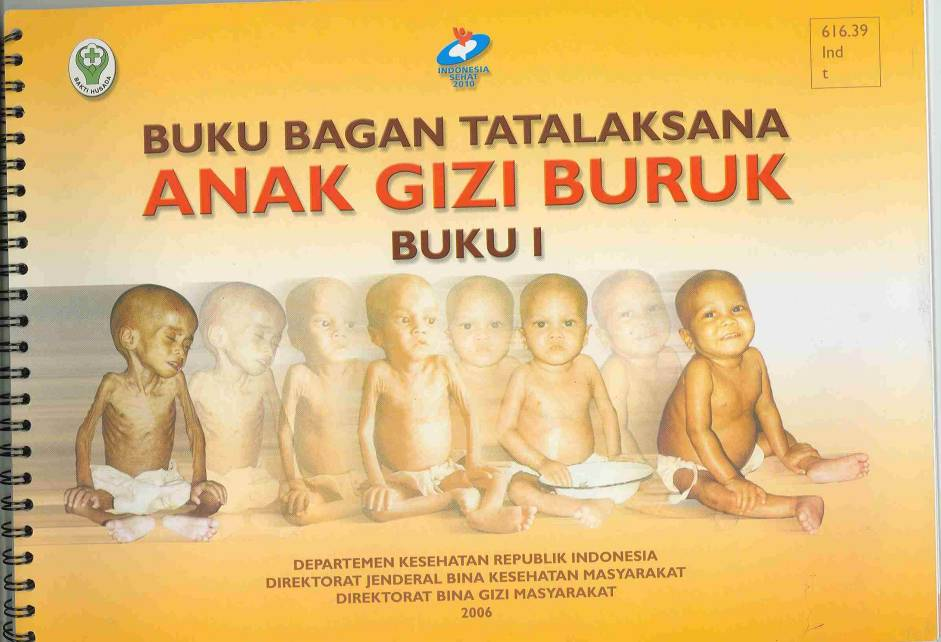 BAKTI HUSADA
INDONESIA
SEHAT
2010
616.39
Ind
t
BUKU BAGAN TATALAKSANA
ANAK GIZI BURUK
BUKU I
DEPARTEMEN KESEHATAN REPUBLIK INDONESIA
DIREKTORAT JENDERAL BINA KESEHATAN MASYARAKAT
DIREKTORAT BINA GIZI MASYARAKAT
2006